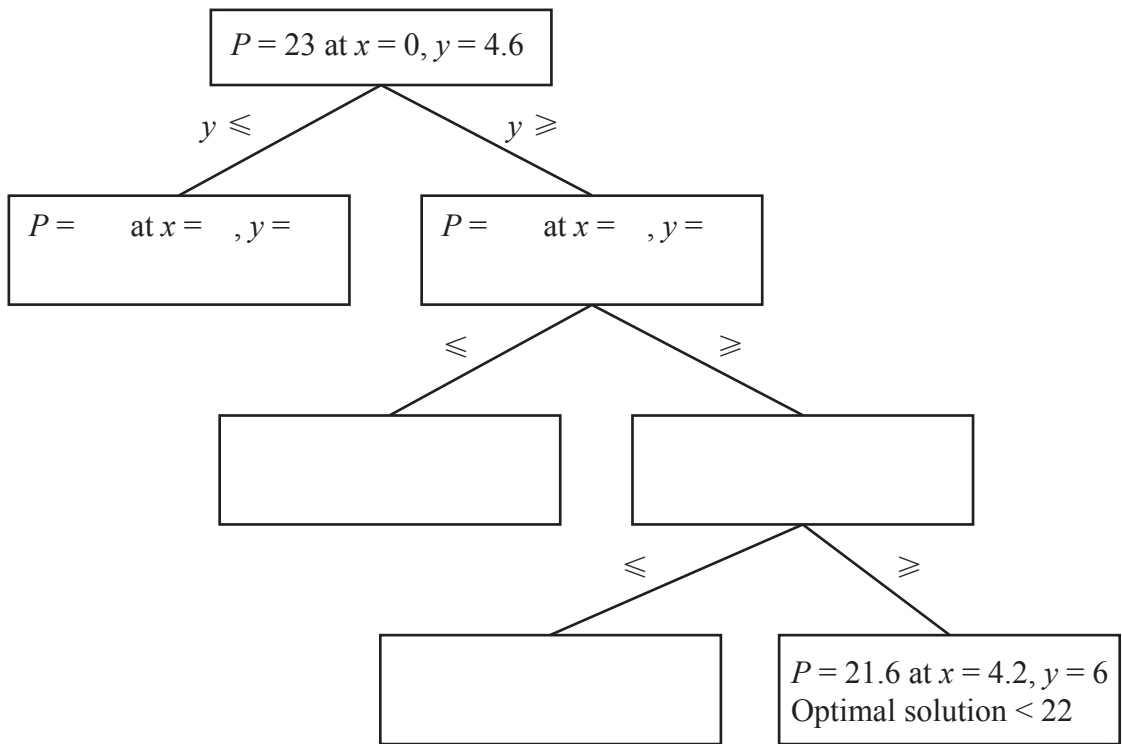 P = 23 at x = 0, y = 4.6
y ⩽
y ⩾
P = at x = , y =
P = at x = , y =
⩽
⩾
⩽
⩾
P = 21.6 at x = 4.2, y = 6
Optimal solution < 22